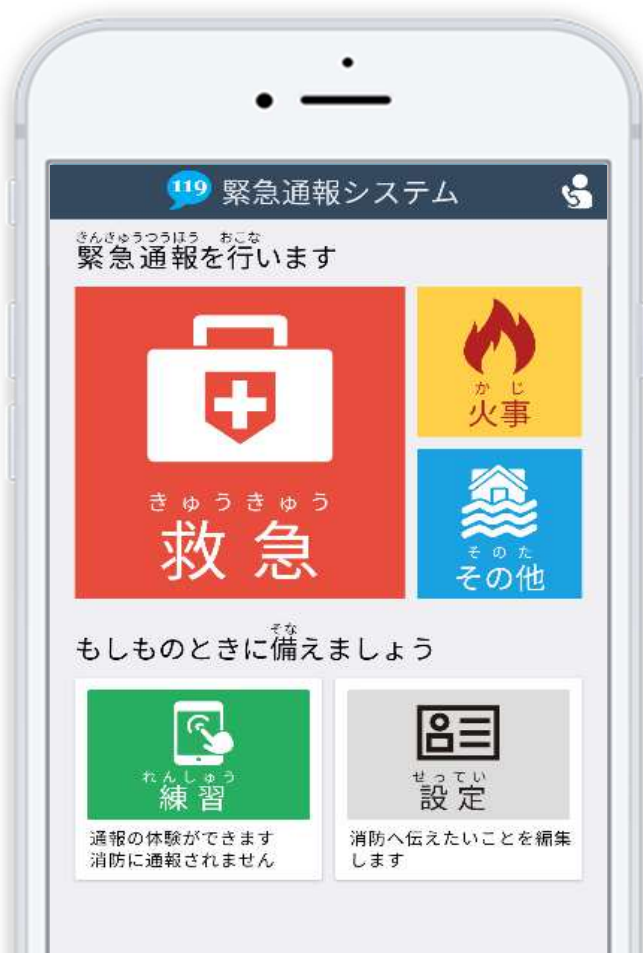 119 緊急通報システム
きんきゅうつうほう おこな
緊急通報を行います
かじ
火事
きゅうきゅう
救急
そのた
その他
そな
もしものときに備えましょう
れんしゅう
練習
通報の体験ができます
消防に通報されません
せってい
設定
消防へ伝えたいことを編集
します